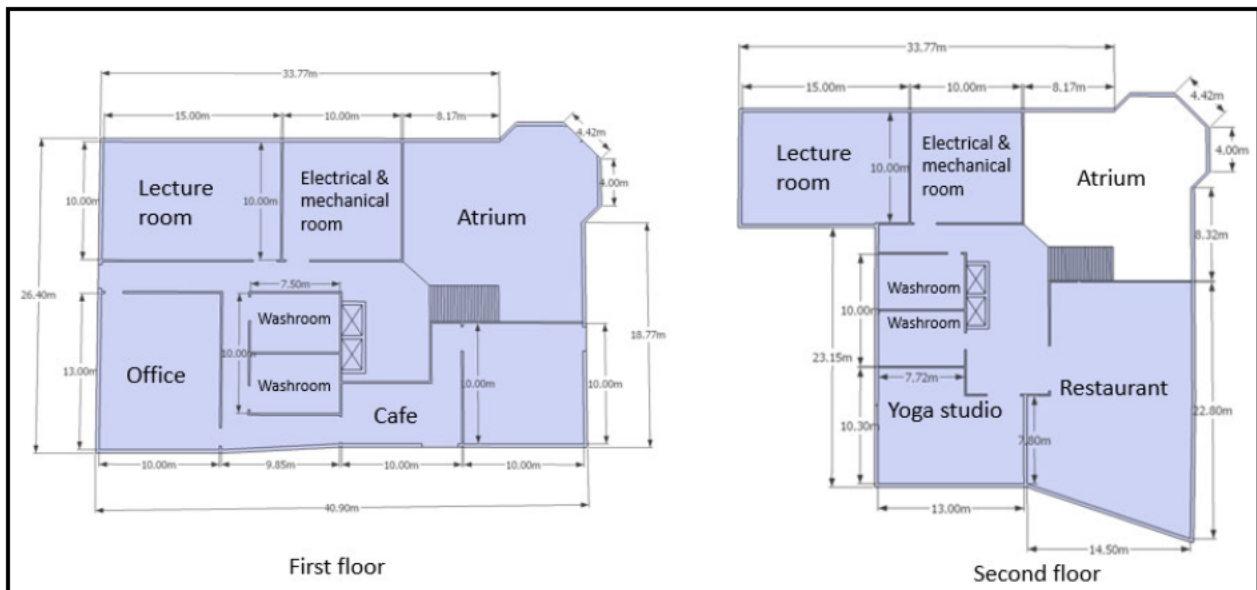 33.77m
15.00m
10.00m
8.17m
4.42m
4.00m
Lecture
room
10.00m
10.00m
Electrical &
mechanical
room
Atrium
26.40m
7.50m
Washroom
Washroom
10.00m
13.00m
Office
Cafe
10.00m
10.00m
18.77m
10.00m
9.85m
10.00m
10.00m
40.90m
First floor
33.77m
15.00m
10.00m
8.17m
4.42m
4.00m
Lecture
room
10.00m
Electrical &
mechanical
room
Atrium
8.32m
Washroom
Washroom
10.00m
23.15m
7.72m
Yoga studio
10.30m
7.80m
Restaurant
22.80m
13.00m
14.50m
Second floor